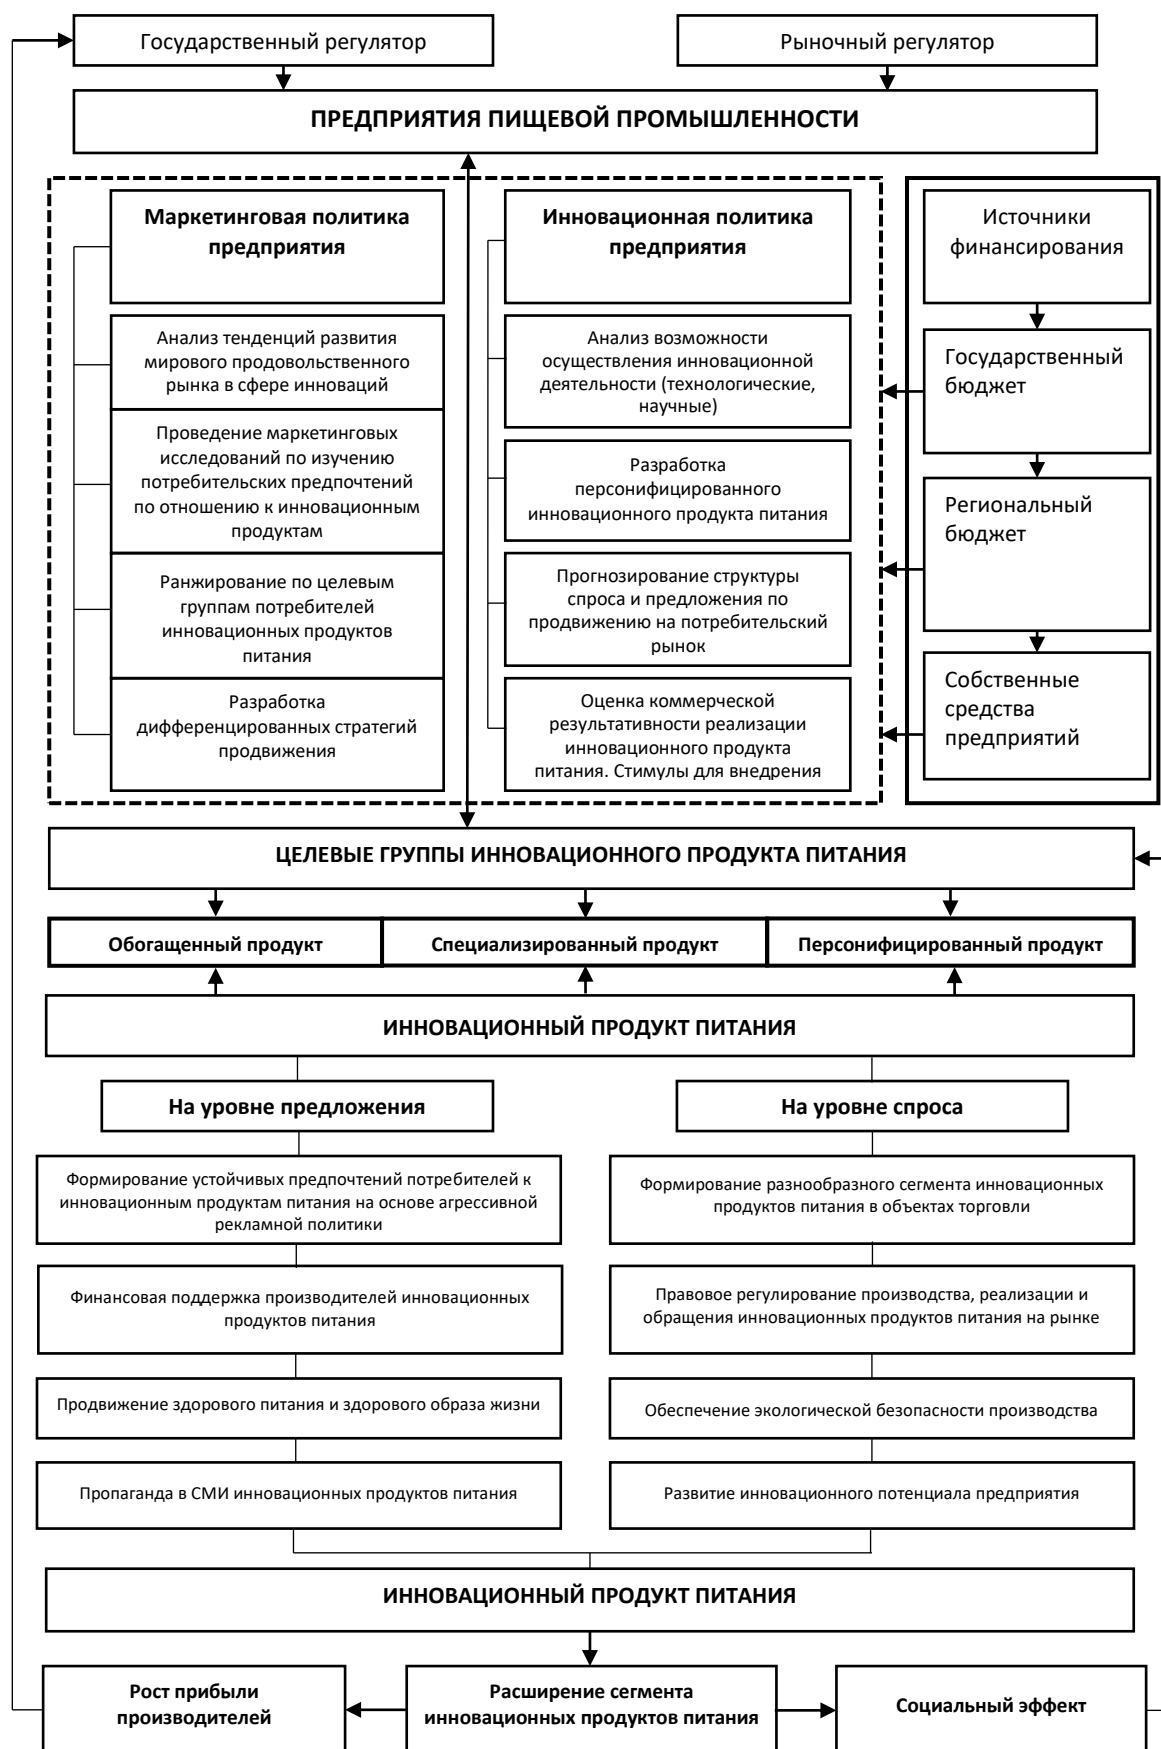 Государственный регулятор
Рыночный регулятор
ПРЕДПРИЯТИЯ ПИЩЕВОЙ ПРОМЫШЛЕННОСТИ
Маркетинговая политика
предприятия
Анализ тенденций развития
мирового продовольственного
рынка в сфере инноваций
Проведение маркетинговых
исследований по изучению
потребительских предпочтений
по отношению к инновационным
продуктам
Ранжирование по целевым
группам потребителей
инновационных продуктов
питания
Разработка
дифференцированных стратегий
продвижения
Инновационная политика
предприятия
Анализ возможности
осуществления инновационной
деятельности (технологические,
научные)
Разработка
персонифицированного
инновационного продукта питания
Прогнозирование структуры
спроса и предложения по
продвижению на потребительский
рынок
Оценка коммерческой
результативности реализации
инновационного продукта
питания. Стимулы для внедрения
Источники
финансирования
Государственный
бюджет
Региональный
бюджет
Собственные
средства
предприятий
ЦЕЛЕВЫЕ ГРУППЫ ИННОВАЦИОННОГО ПРОДУКТА ПИТАНИЯ
Обогащенный продукт
Специализированный продукт
Персонифицированный продукт
ИННОВАЦИОННЫЙ ПРОДУКТ ПИТАНИЯ
На уровне предложения
Формирование устойчивых предпочтений потребителей к
инновационным продуктам питания на основе агрессивной
рекламной политики
Финансовая поддержка производителей инновационных
продуктов питания
Продвижение здорового питания и здорового образа жизни
Пропаганда в СМИ инновационных продуктов питания
На уровне спроса
Формирование разнообразного сегмента инновационных
продуктов питания в объектах торговли
Правовое регулирование производства, реализации и
обращения инновационных продуктов питания на рынке
Обеспечение экологической безопасности производства
Развитие инновационного потенциала предприятия
ИННОВАЦИОННЫЙ ПРОДУКТ ПИТАНИЯ
Рост прибыли
производителей
Расширение сегмента
инновационных продуктов питания
Социальный эффект